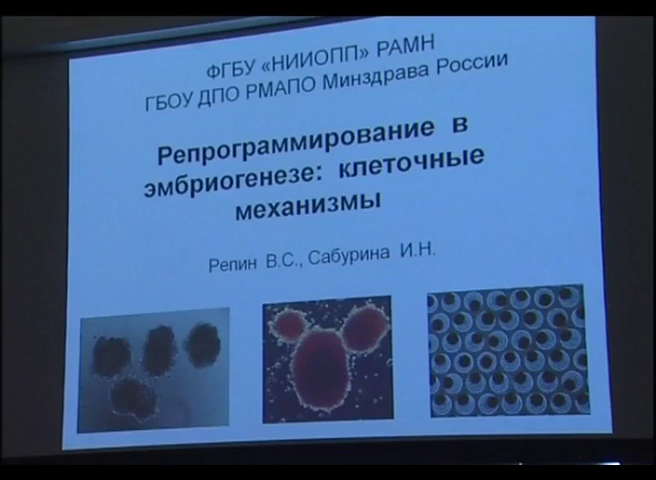 ФГБУ «НИИОПП» РАМН
ГБОУ ДПО РМАПО Минздрава России
Репрограммирование в
эмбриогенезе: клеточные
механизмы
Репин В.С., Сабурина И.Н.